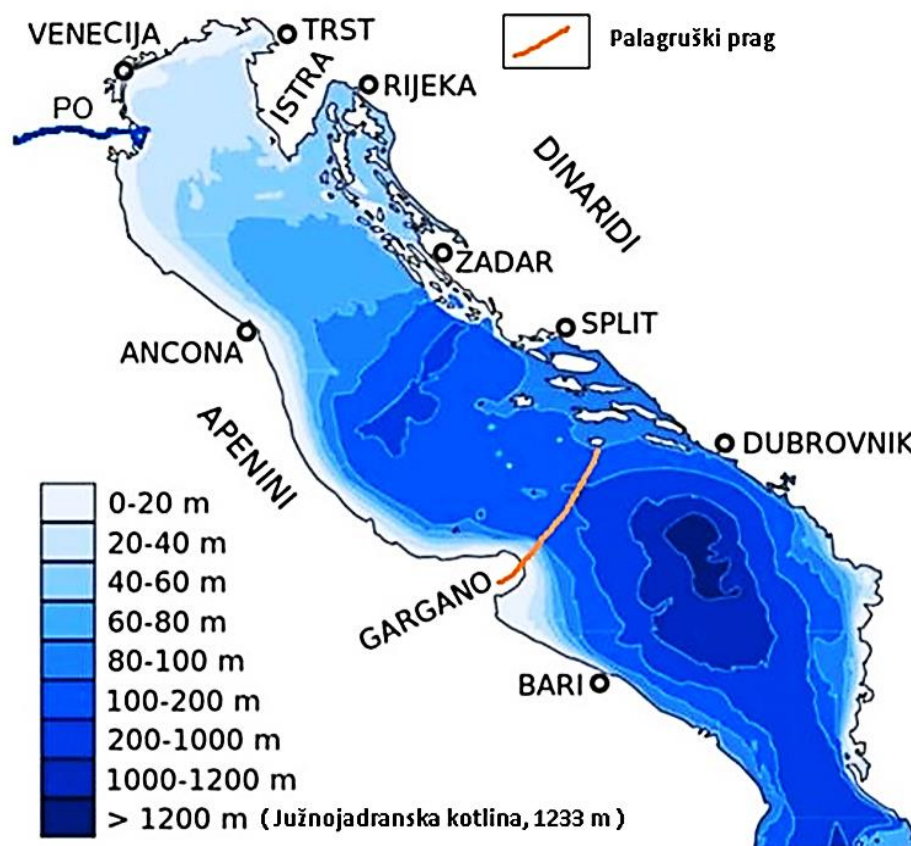 VENECIJA
TRST
Palagruški prag
ISTRA
RIJEKA
PO
DINARIDI
ZADAR
SPLIT
ANCONA
APENINI
DUBROVNIK
GARGANO
BARI
0-20 m
20-40 m
40-60 m
60-80 m
80-100 m
100-200 m
200-1000 m
1000-1200 m
> 1200 m ( Južnojadranska kotlina, 1233 m )